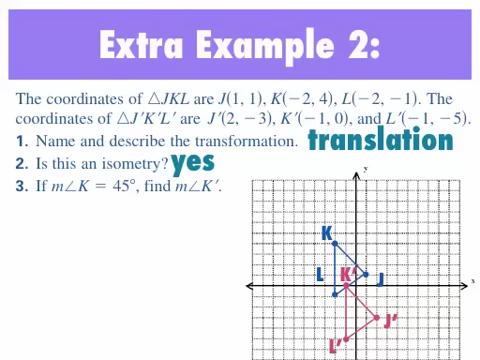 Extra Example 2:
The coordinates of △JKL are J(1, 1), K(−2, 4), L(−2, −1). The
coordinates of △J′K′L′ are J′(2, −3), K′(−1, 0), and L′(−1, −5).
1. Name and describe the transformation. translation
2. Is this an isometry? yes
3. If m∠K = 45°, find m∠K′.
y
K
L K' J
x
J'
L'